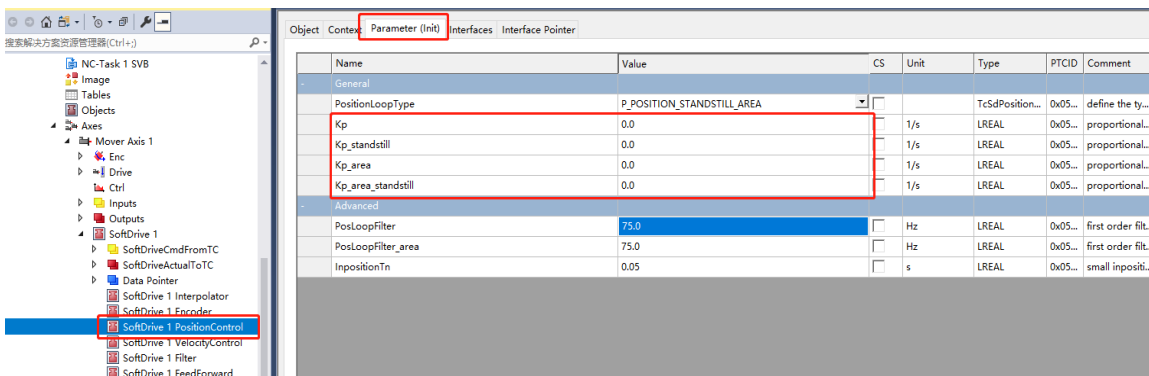 搜索解决方案资源管理器(Ctrl+;)
NC-Task 1 SVB
Image
Tables
Objects
Axes
Mover Axis 1
Enc
Drive
Ctrl
Inputs
Outputs
SoftDrive 1
SoftDriveCmdFromTC
SoftDriveActualToTC
Data Pointer
SoftDrive 1 Interpolator
SoftDrive 1 Encoder
SoftDrive 1 PositionControl
SoftDrive 1 VelocityControl
SoftDrive 1 Filter
SoftDrive 1 FeedForward
Object Context Parameter (Init) Interfaces Interface Pointer
Name Value CS Unit Type PTCID Comment
- General
PositionLoopType P_POSITION_STANDSTILL_AREA TcSdPosition... 0x05... define the ty...
Kp 0.0 1/s LREAL 0x05... proportional...
Kp_standstill 0.0 1/s LREAL 0x05... proportional...
Kp_area 0.0 1/s LREAL 0x05... proportional...
Kp_area_standstill 0.0 1/s LREAL 0x05... proportional...
- Advanced
PosLoopFilter 75.0 Hz LREAL 0x05... first order filt...
PosLoopFilter_area 75.0 Hz LREAL 0x05... first order filt...
InpositionTn 0.05 s LREAL 0x05... small inpositi...